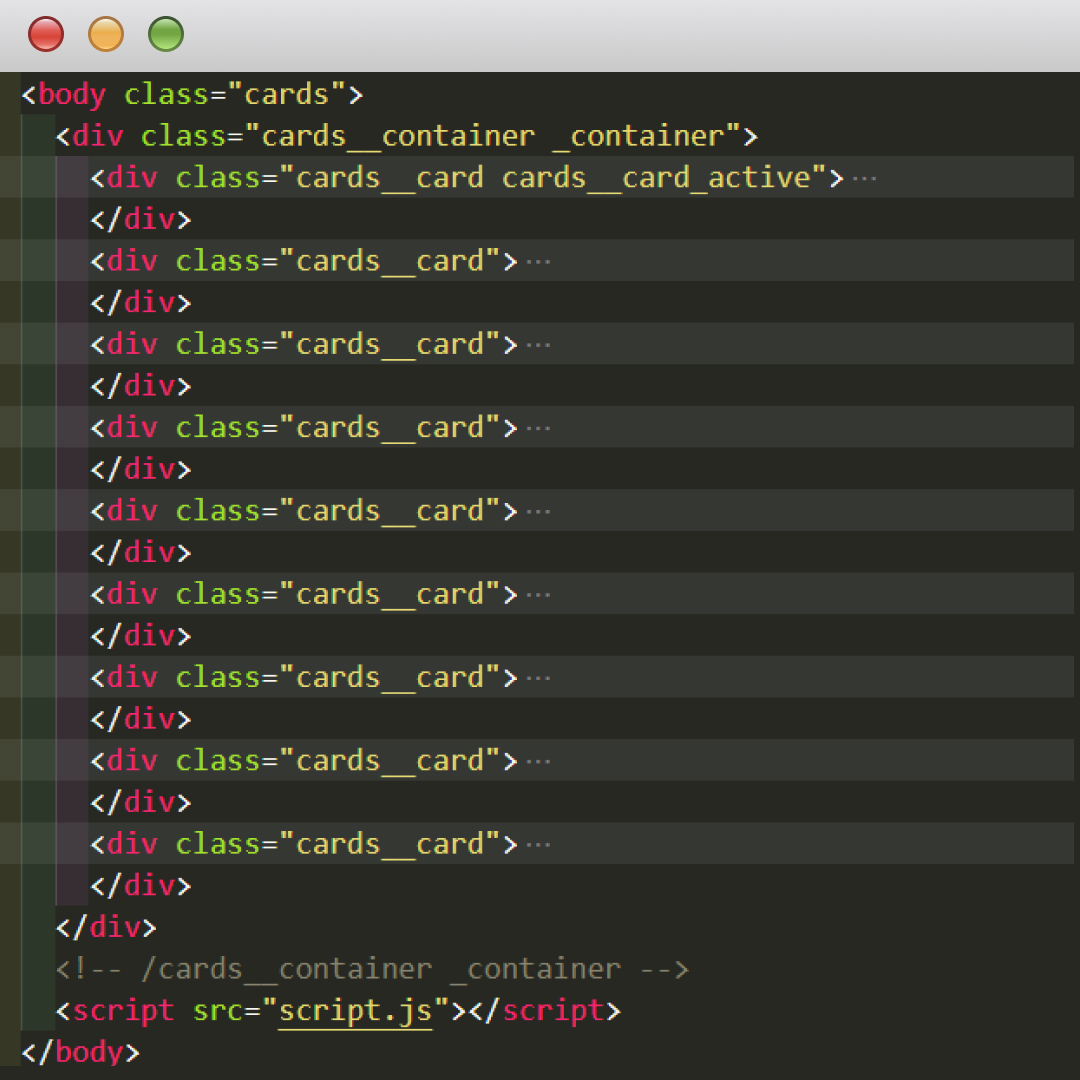 <body class="cards">
<div class="cards__container _container">
<div class="cards__card cards__card_active">···
</div>
<div class="cards__card">···
</div>
<div class="cards__card">···
</div>
<div class="cards__card">···
</div>
<div class="cards__card">···
</div>
<div class="cards__card">···
</div>
<div class="cards__card">···
</div>
<div class="cards__card">···
</div>
<div class="cards__card">···
</div>
</div>
<!-- /cards__container _container -->
<script src="script.js"></script>
</body>